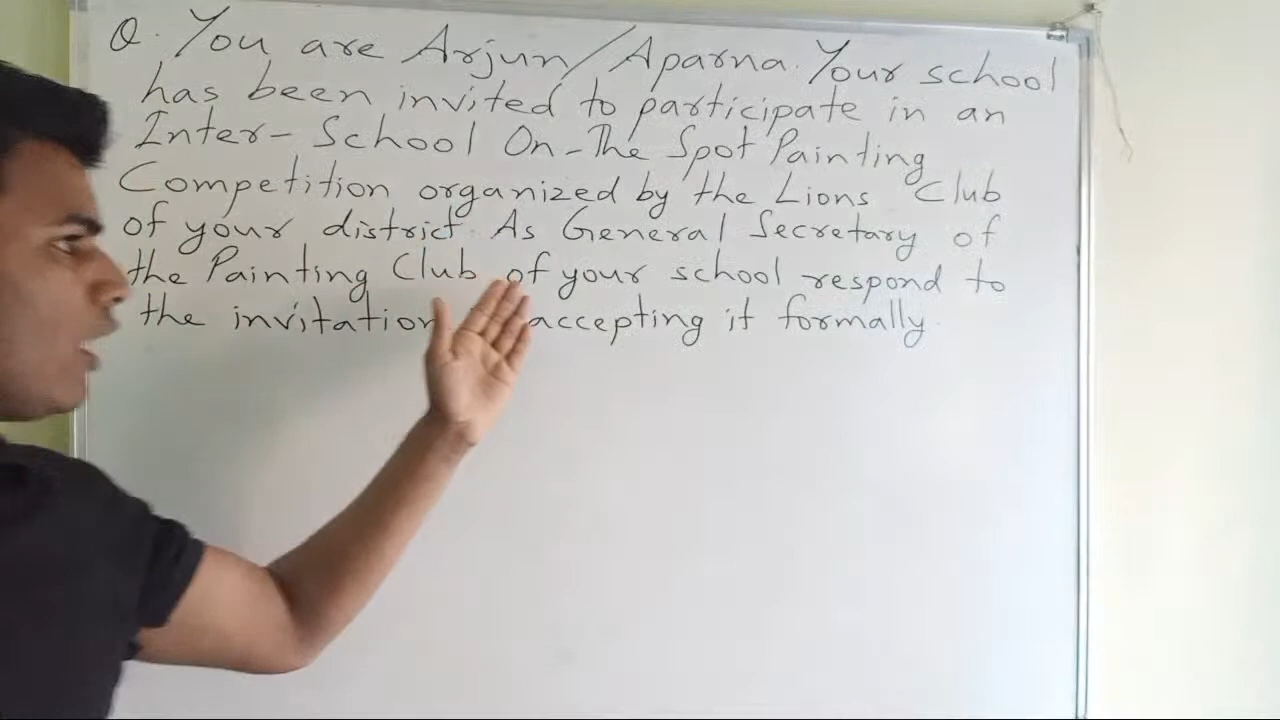 Q. You are Arjun/Aparna. Your school
has been invited to participate in an
Inter-School On-The Spot Painting
Competition organized by the Lions Club
of your district. As General Secretary of
the Painting Club of your school respond to
the invitation accepting it formally.